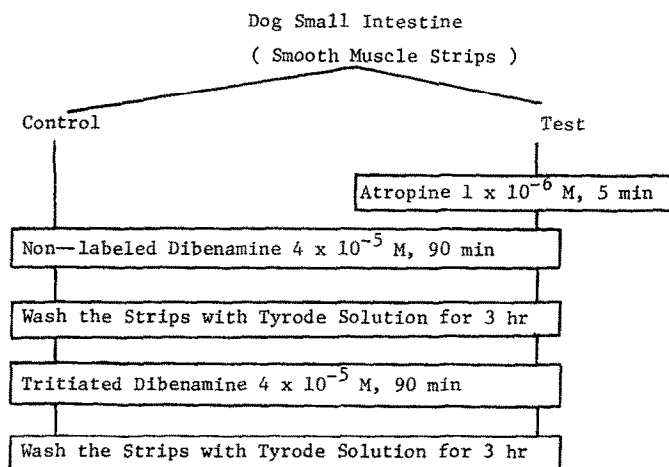 Dog Small Intestine
( Smooth Muscle Strips )
Control
Test
Atropine 1 x 10⁻⁶ M, 5 min
Non-labeled Dibenamine 4 x 10⁻⁵ M, 90 min
Wash the Strips with Tyrode Solution for 3 hr
Tritiated Dibenamine 4 x 10⁻⁵ M, 90 min
Wash the Strips with Tyrode Solution for 3 hr